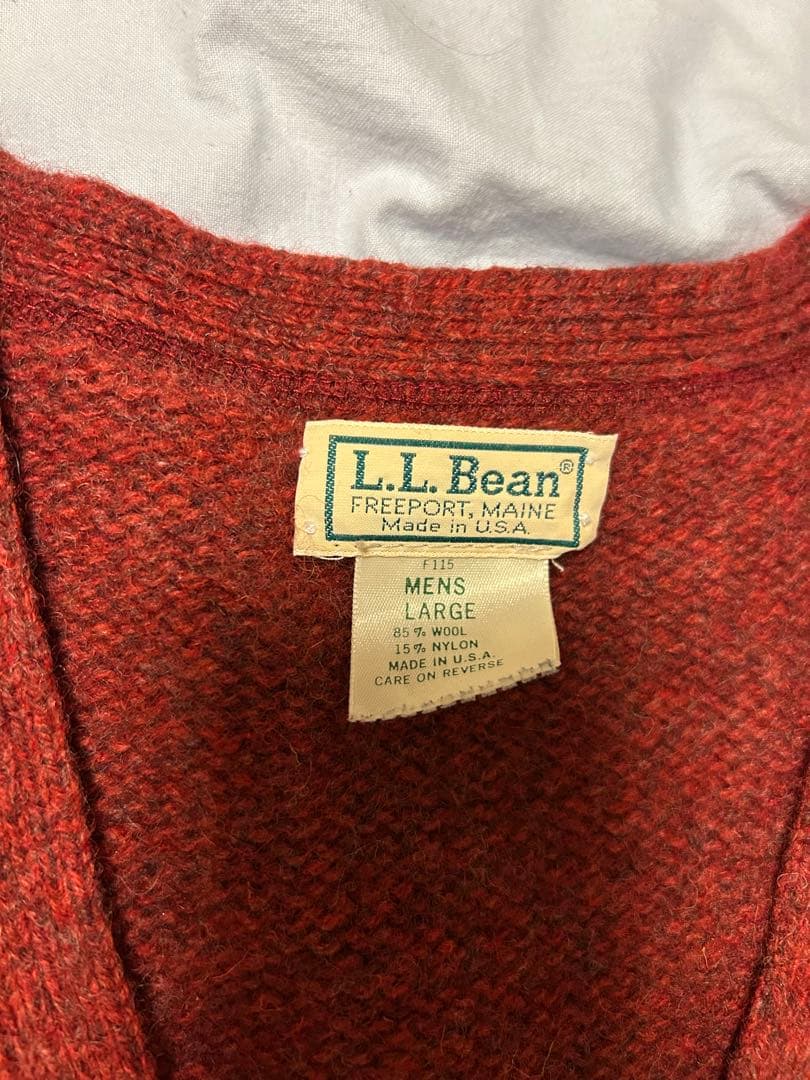 L.L.Bean®
FREEPORT, MAINE
Made in U.S.A.
F115
MENS
LARGE
85% WOOL
15% NYLON
MADE IN U.S.A.
CARE ON REVERSE